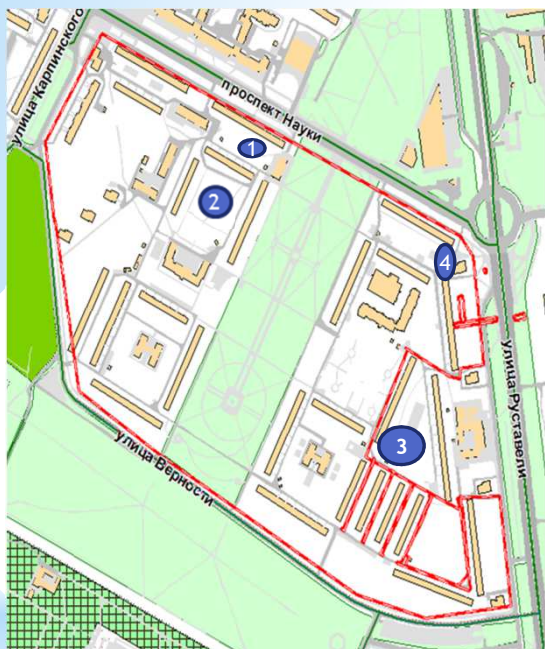 улица Карпинского
проспект Науки
1
2
4
улица Руставели
3
улица Верности